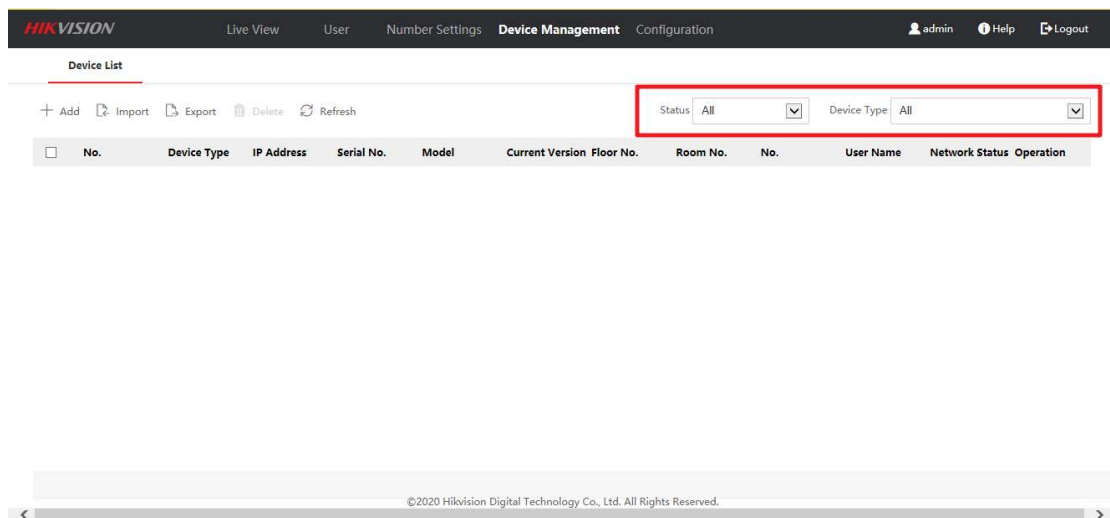 HIKVISION Live View User Number Settings Device Management Configuration admin Help Logout
Device List
Add Import Export Delete Refresh Status All Device Type All
No. Device Type IP Address Serial No. Model Current Version Floor No. Room No. No. User Name Network Status Operation
©2020 Hikvision Digital Technology Co., Ltd. All Rights Reserved.